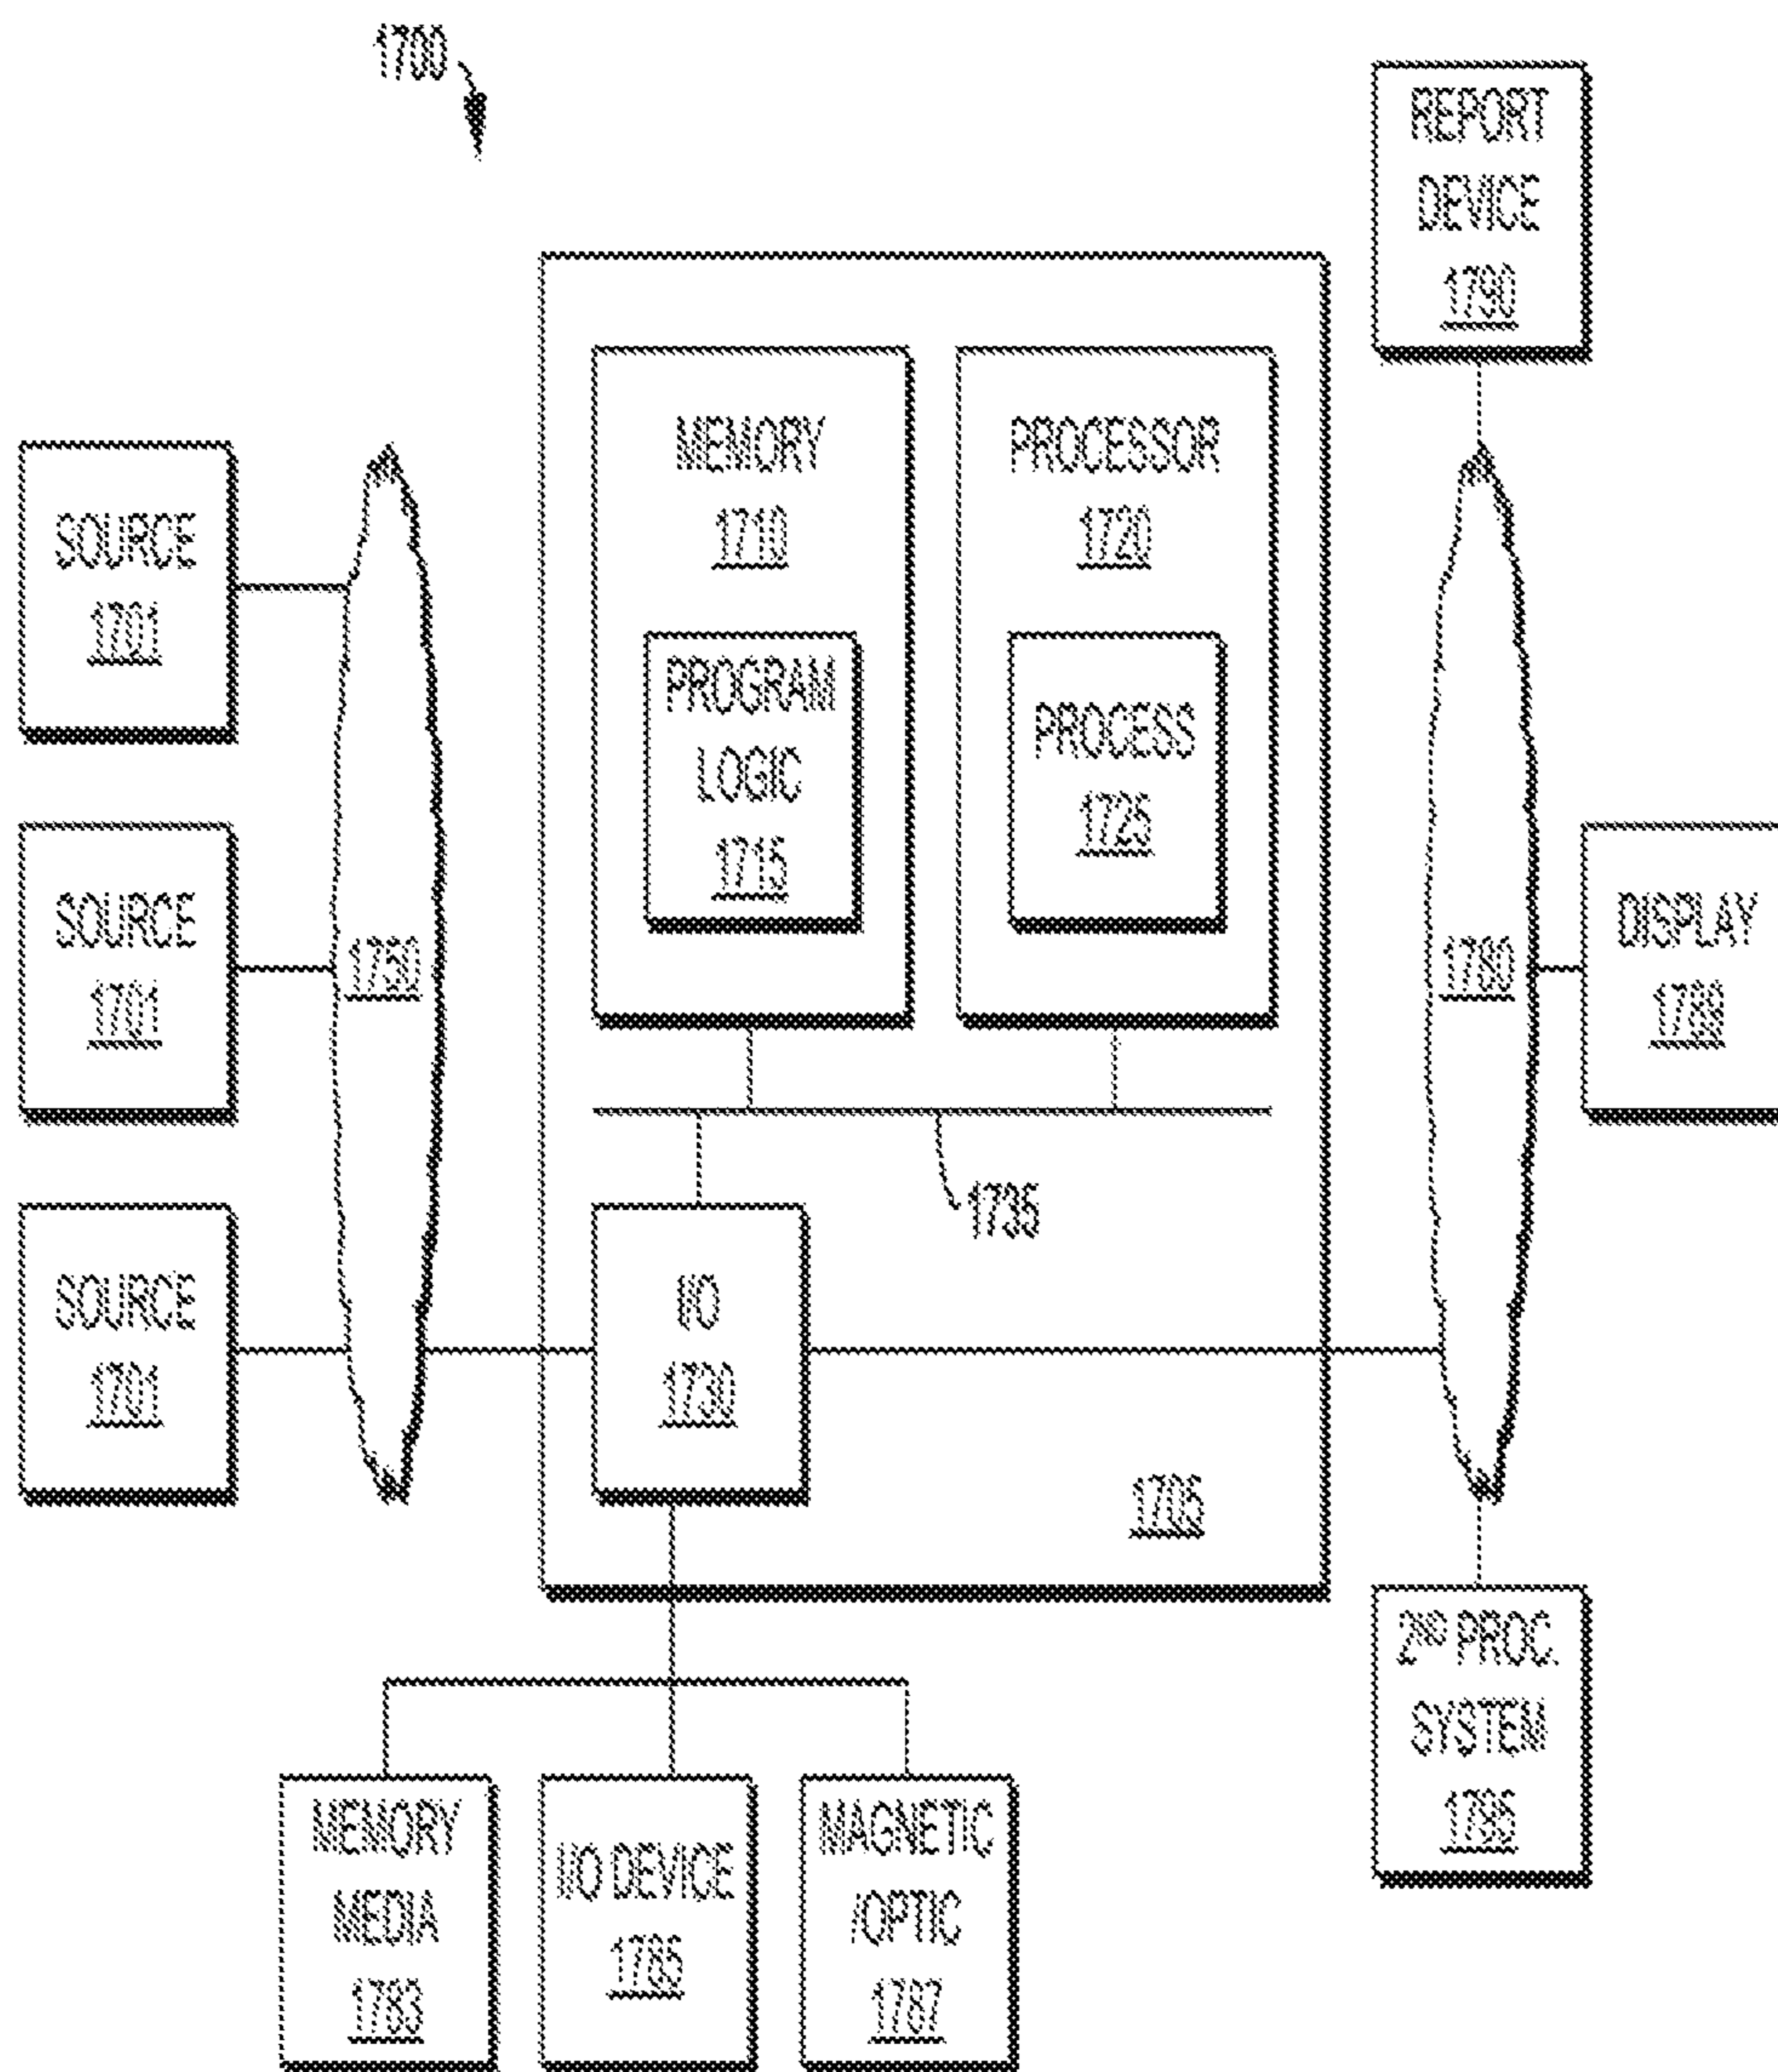 1700
REPORT
DEVICE
1790
MEMORY
1710
PROCESSOR
1720
SOURCE
1701
PROGRAM
LOGIC
1715
PROCESS
1725
SOURCE
1701
1750
1780
DISPLAY
1789
1735
SOURCE
1701
I/O
1730
1705
2ND PROC.
SYSTEM
1795
MEMORY
MEDIA
1783
I/O DEVICE
1785
MAGNETIC
/OPTIC
1787